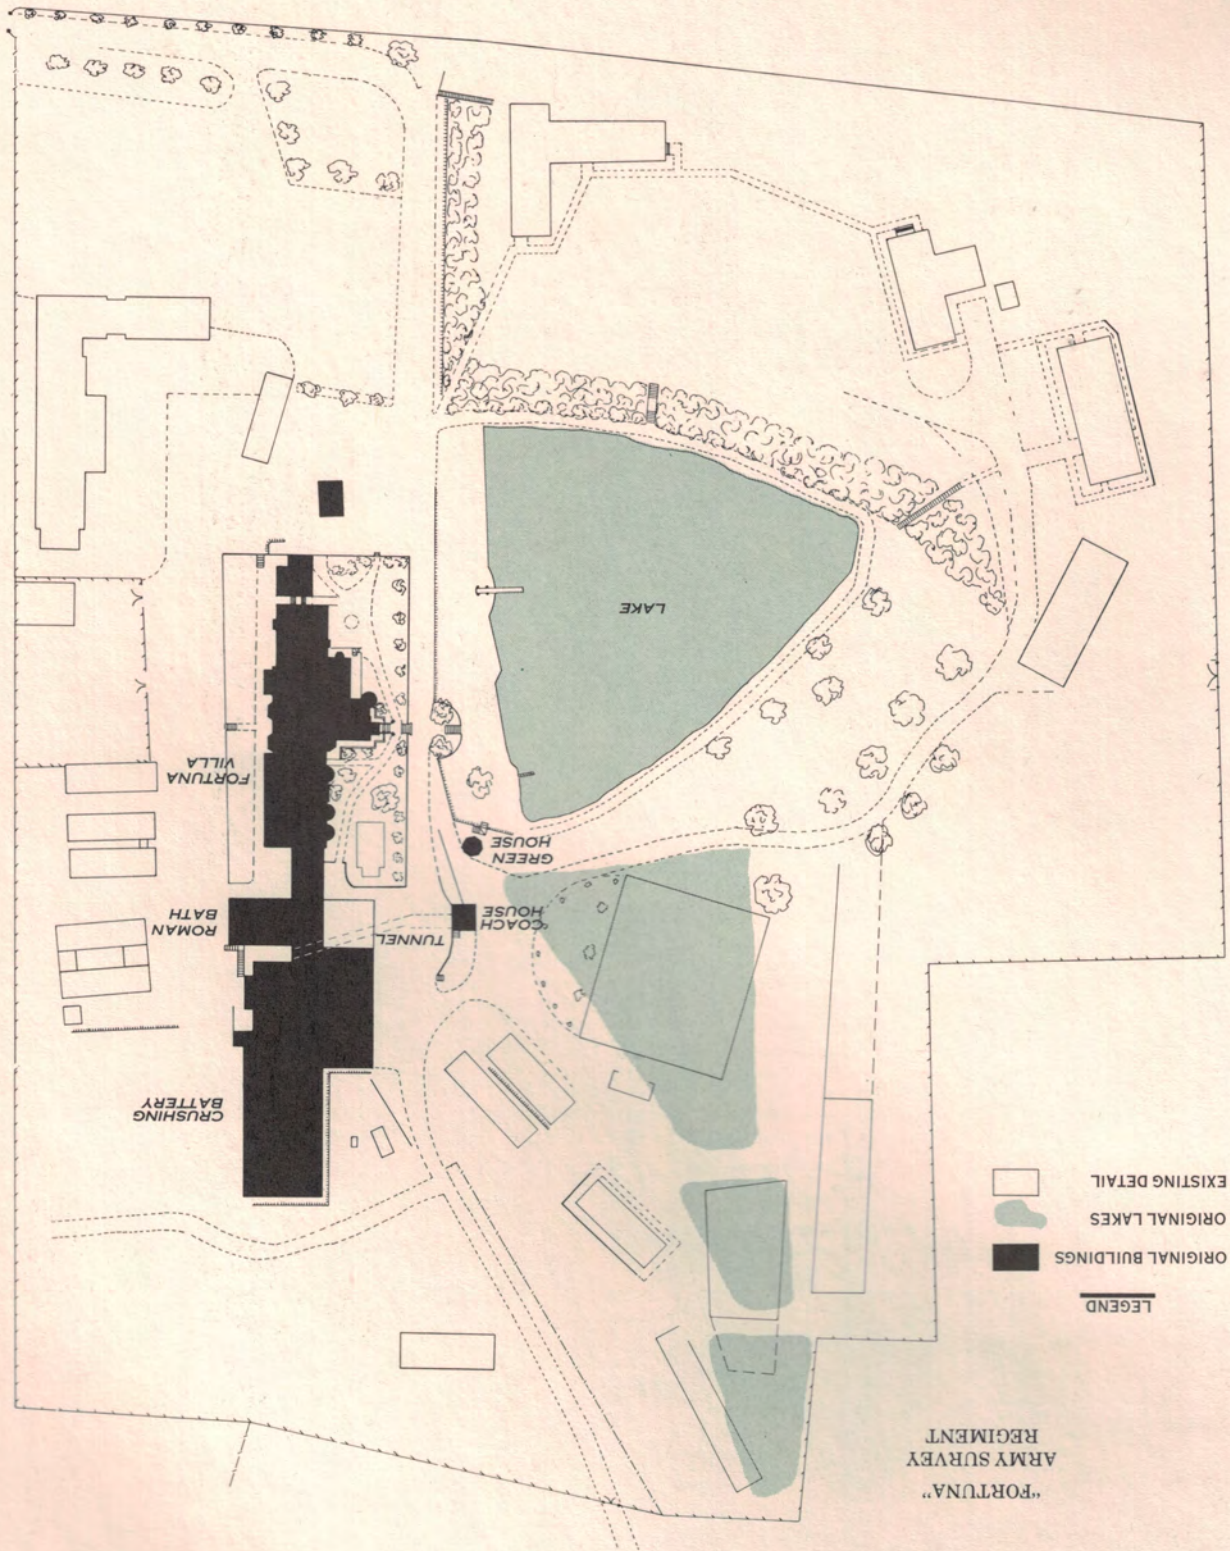 "FORTUNA"
ARMY SURVEY
REGIMENT
LEGEND
ORIGINAL BUILDINGS
ORIGINAL LAKES
EXISTING DETAIL
CRUSHING
BATTERY
TUNNEL
ROMAN
BATH
COACH
HOUSE
GREEN
HOUSE
FORTUNA
VILLA
LAKE